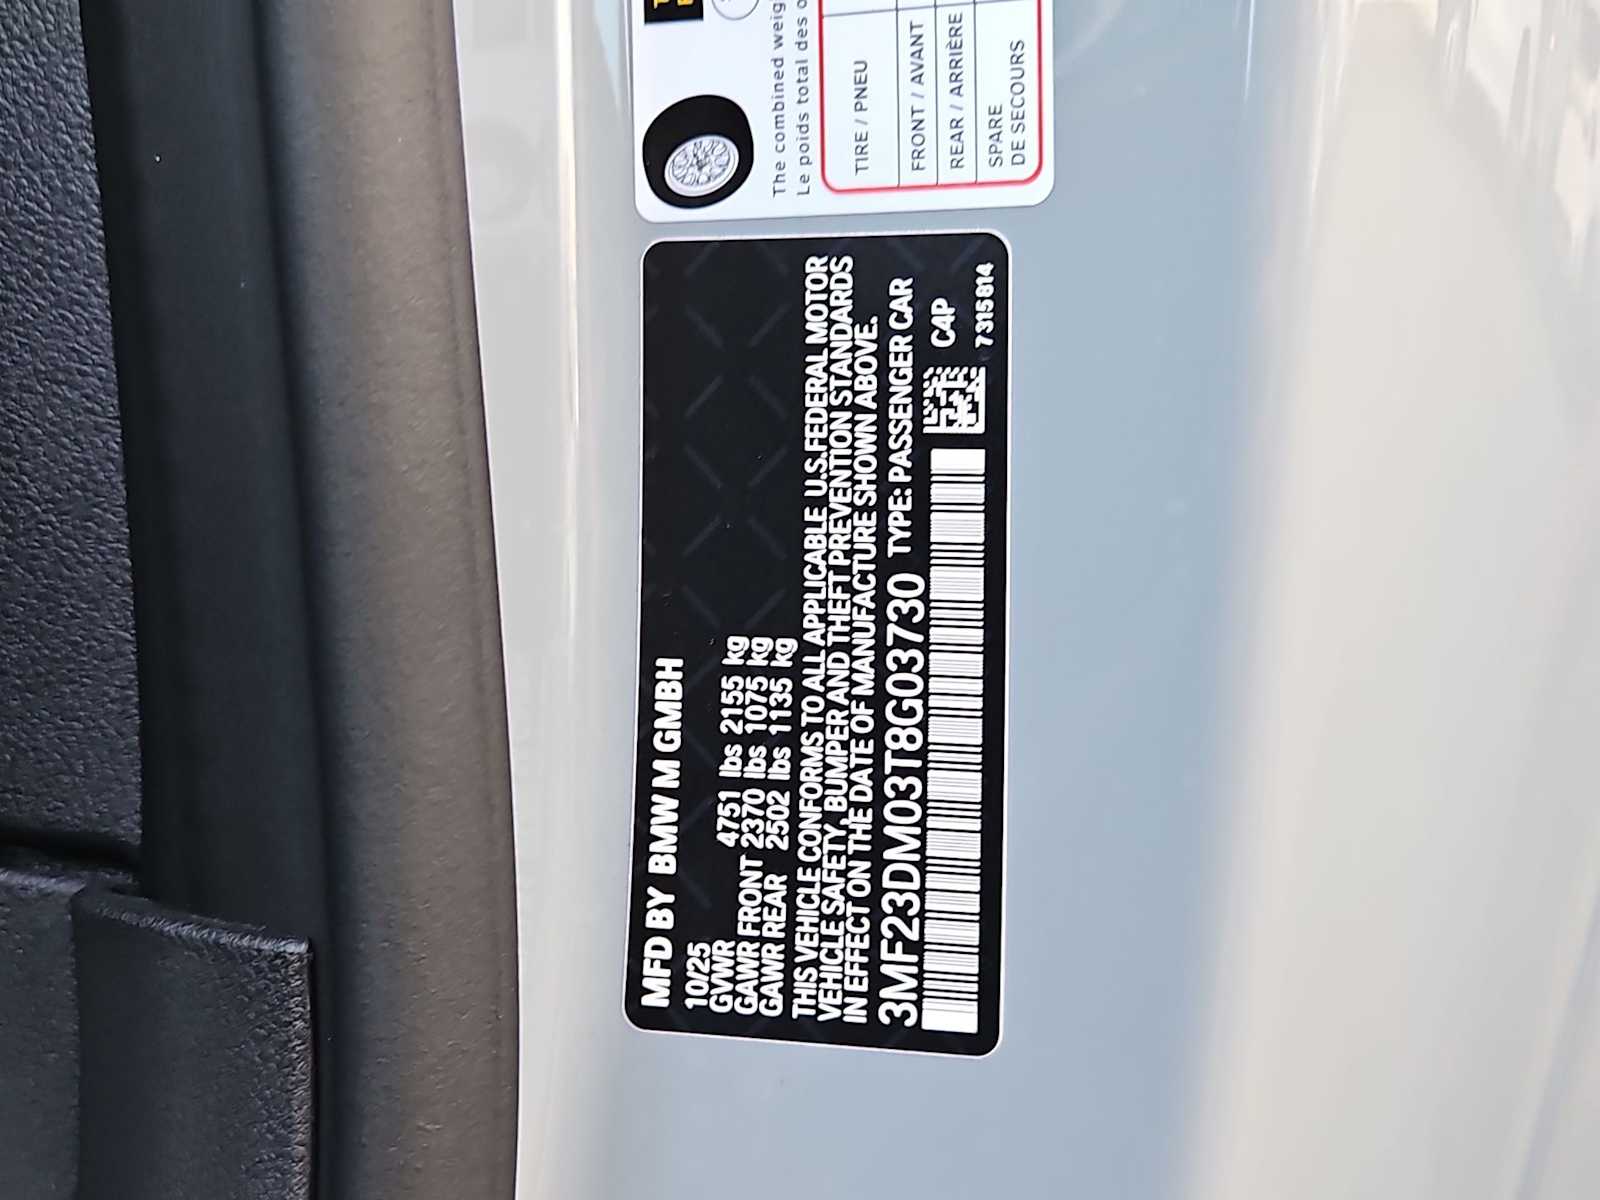 MFD BY BMW M GMBH
10/25
GVWR 4751 lbs 2155 kg
GAWR FRONT 2370 lbs 1075 kg
GAWR REAR 2502 lbs 1135 kg
THIS VEHICLE CONFORMS TO ALL APPLICABLE U.S.FEDERAL MOTOR
VEHICLE SAFETY, BUMPER AND THEFT PREVENTION STANDARDS
IN EFFECT ON THE DATE OF MANUFACTURE SHOWN ABOVE.
3MF23DM03T8G03730 TYPE: PASSENGER CAR
C4P
7315814
The combined
Le poids total des
TIRE / PNEU
FRONT / AVANT
REAR / ARRIÈRE
SPARE
DE SECOURS